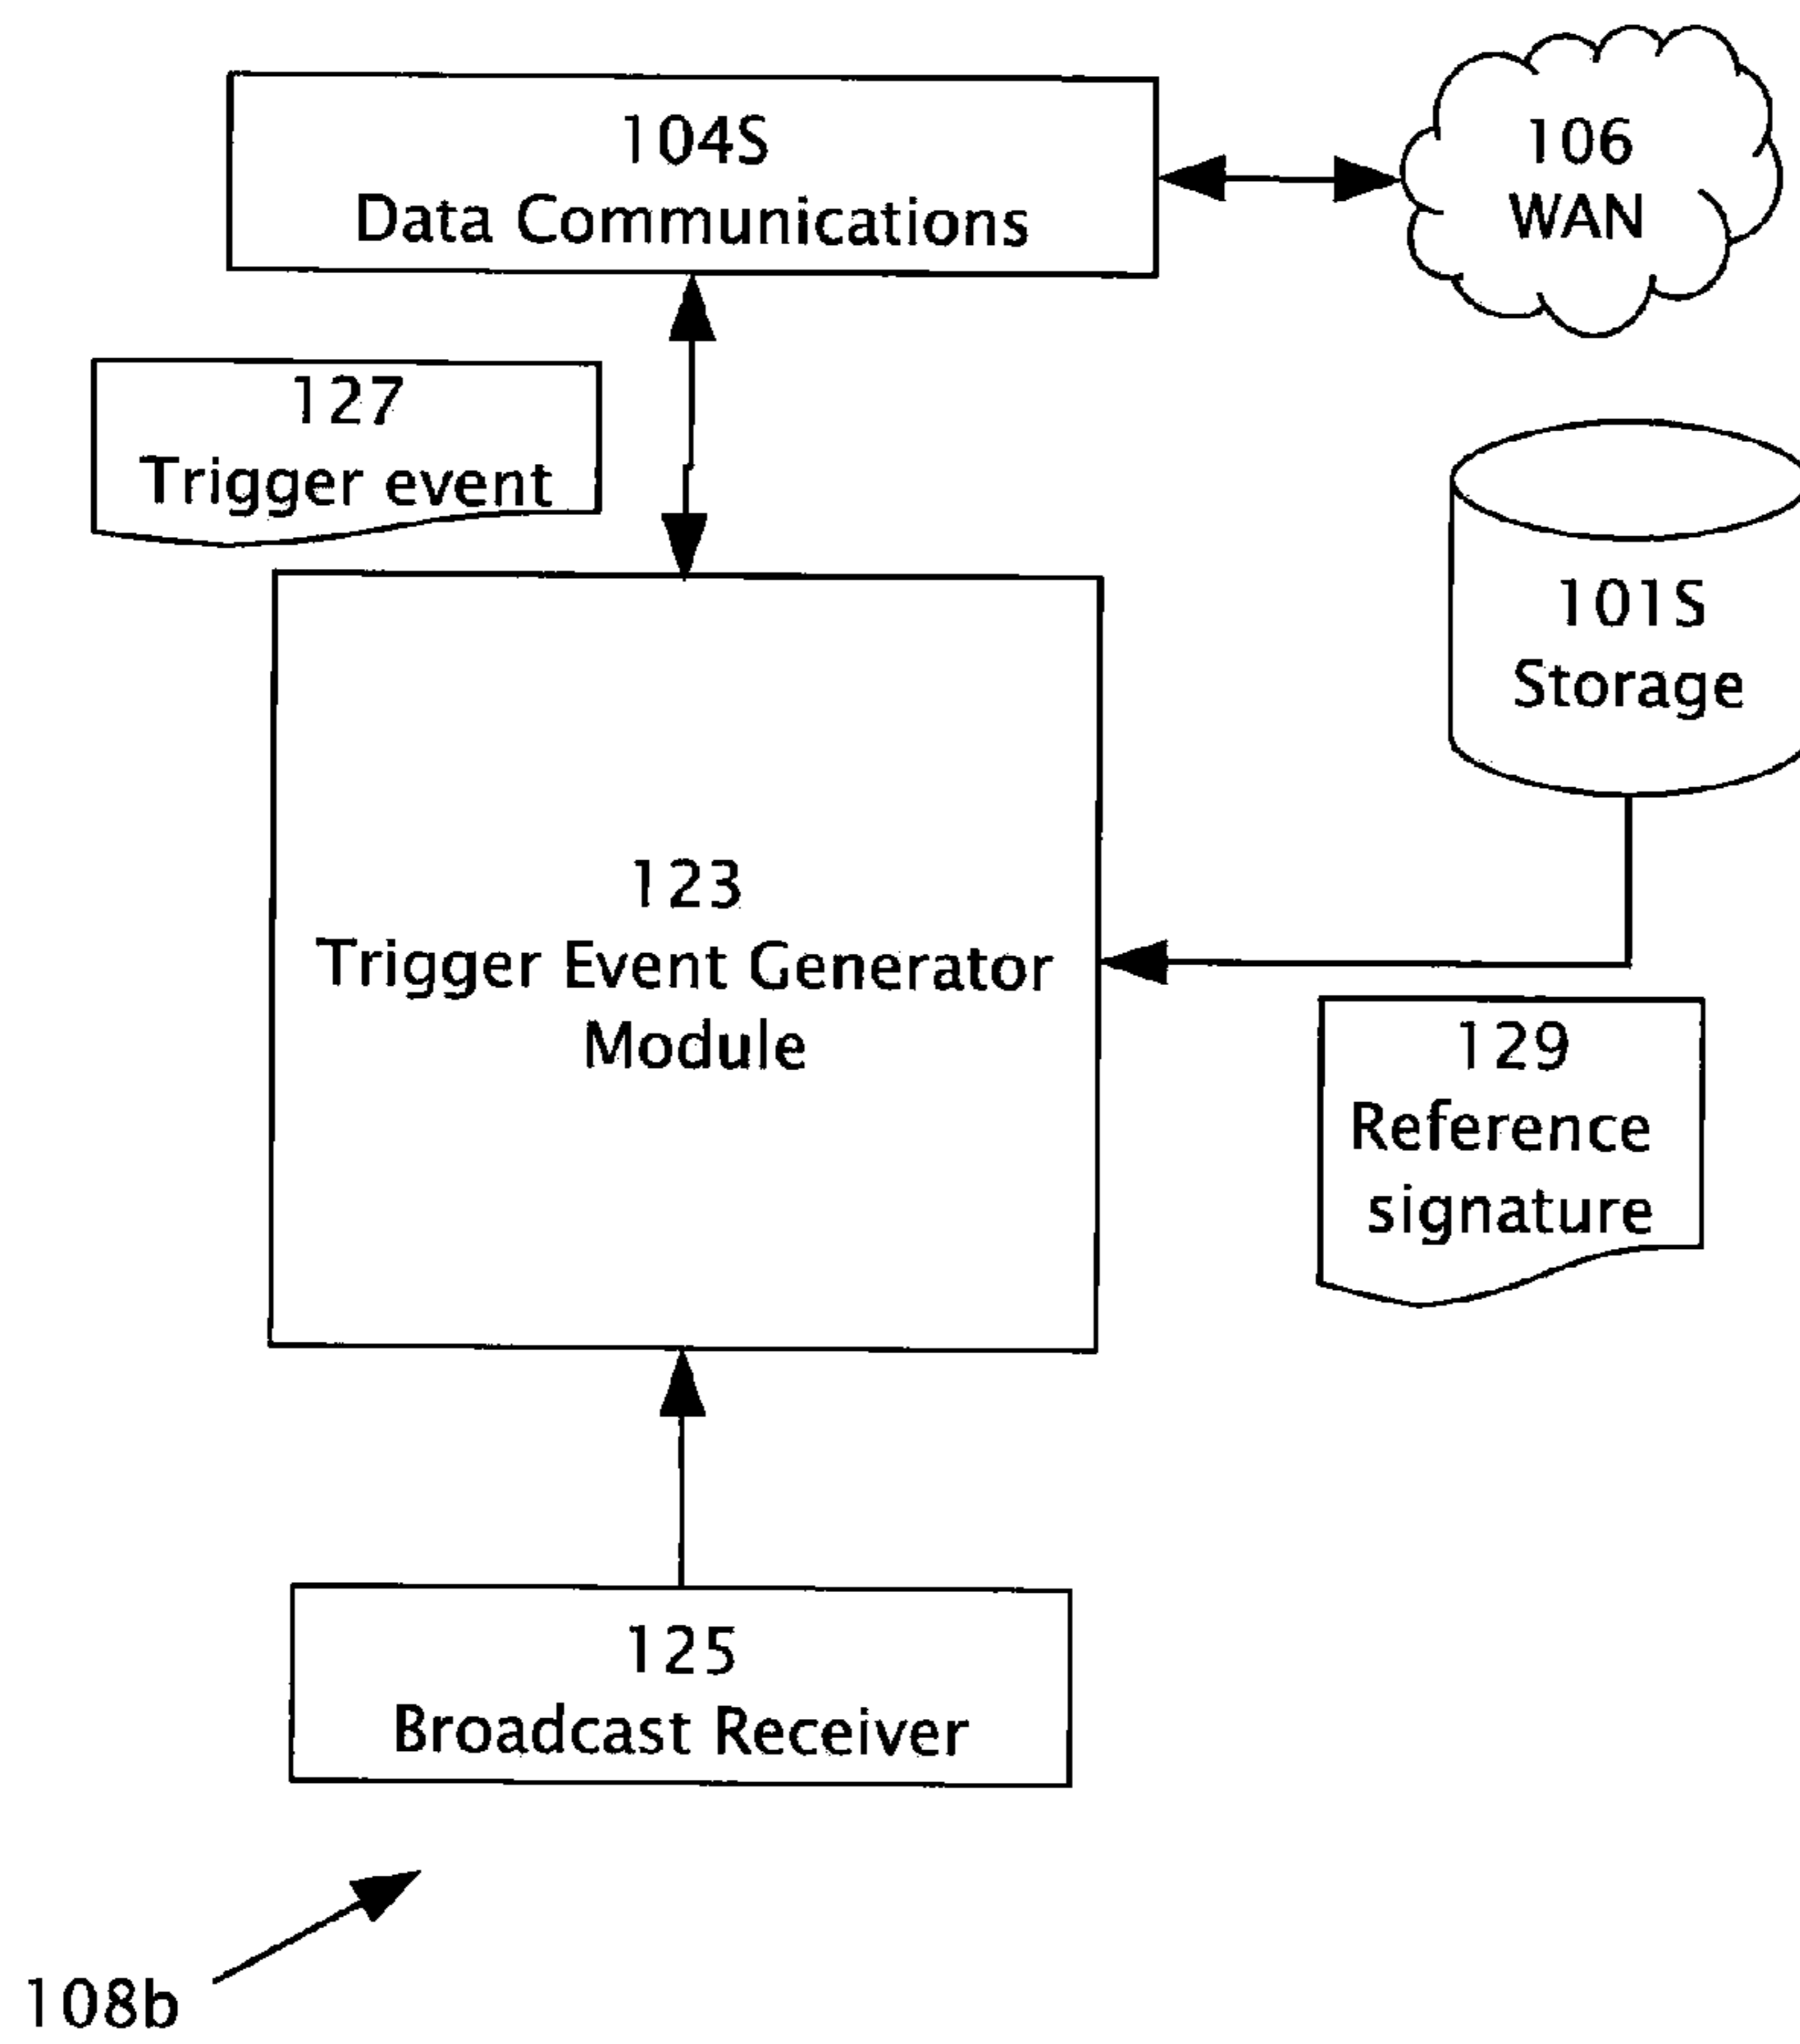 104S
Data Communications
106
WAN
127
Trigger event
101S
Storage
123
Trigger Event Generator
Module
129
Reference
signature
125
Broadcast Receiver
108b